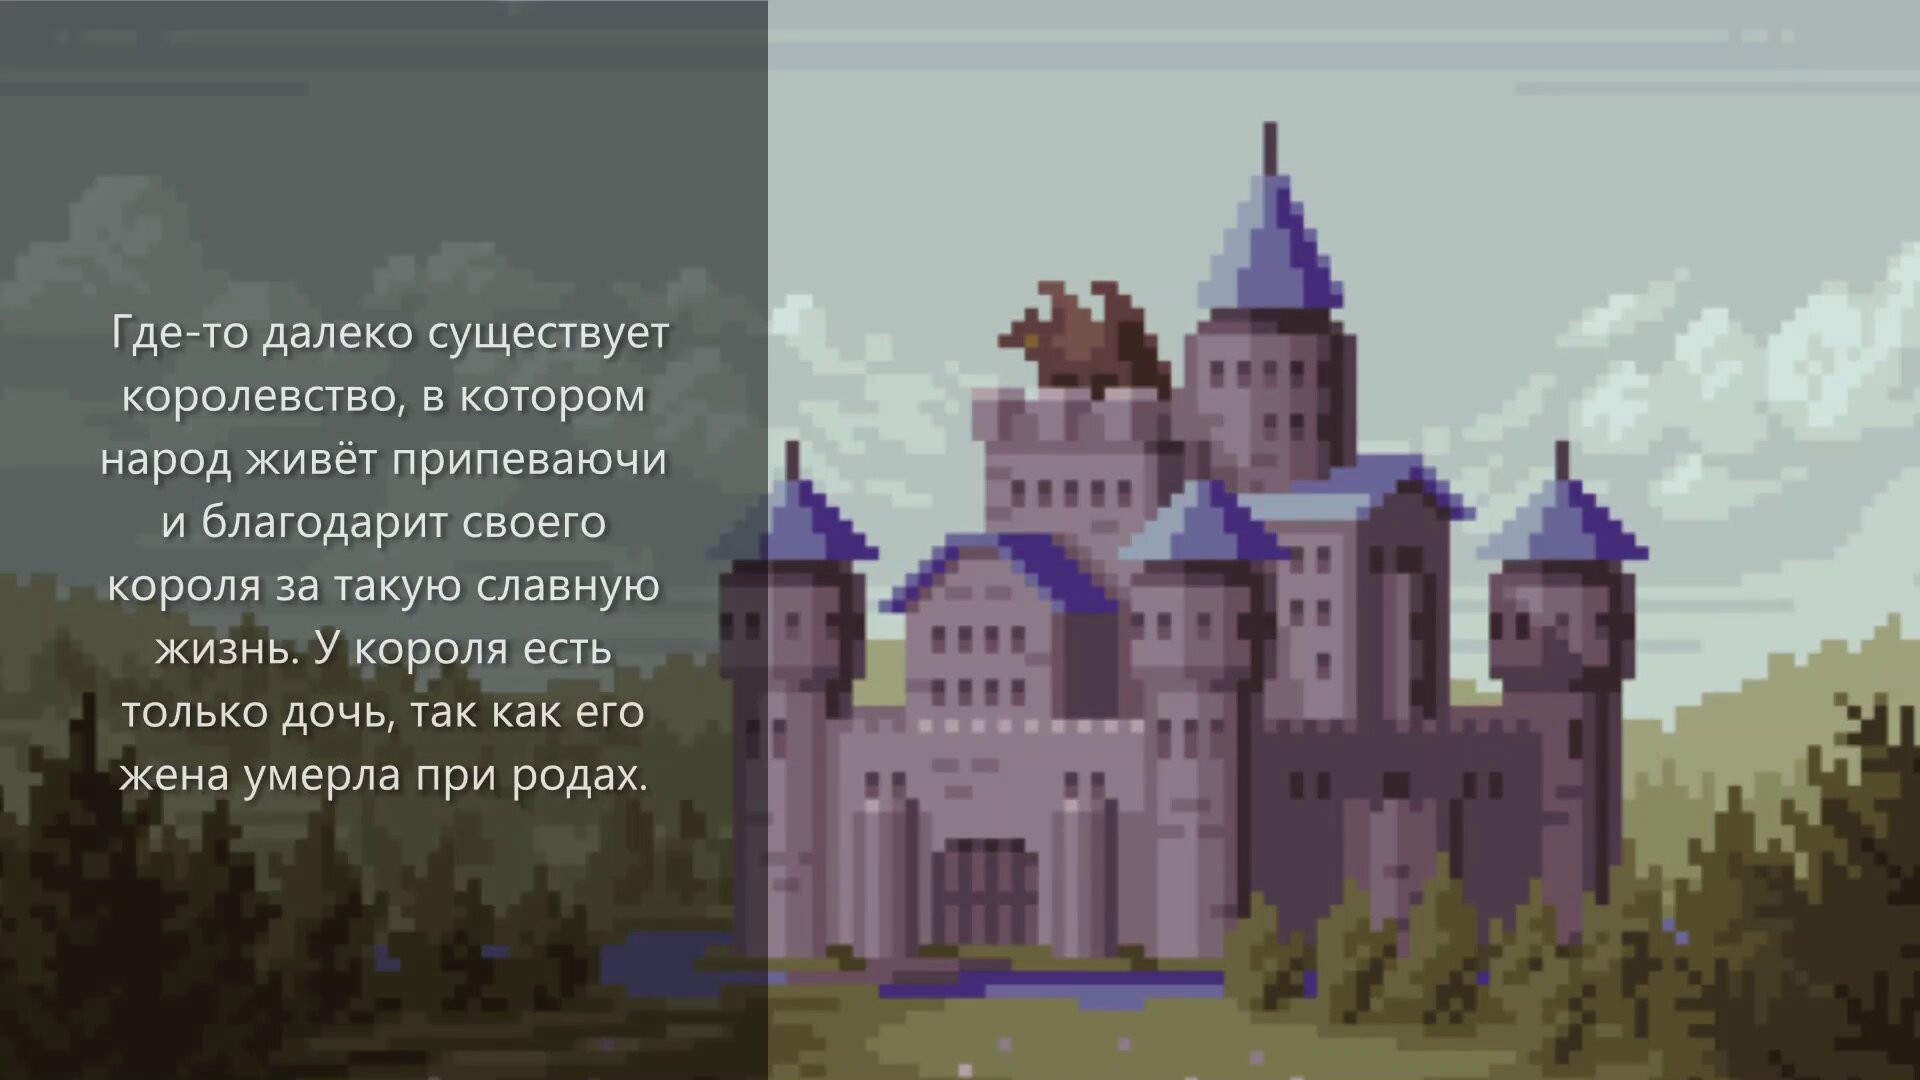 Где-то далеко существует
королевство, в котором
народ живёт припеваючи
и благодарит своего
короля за такую славную
жизнь. У короля есть
только дочь, так как его
жена умерла при родах.